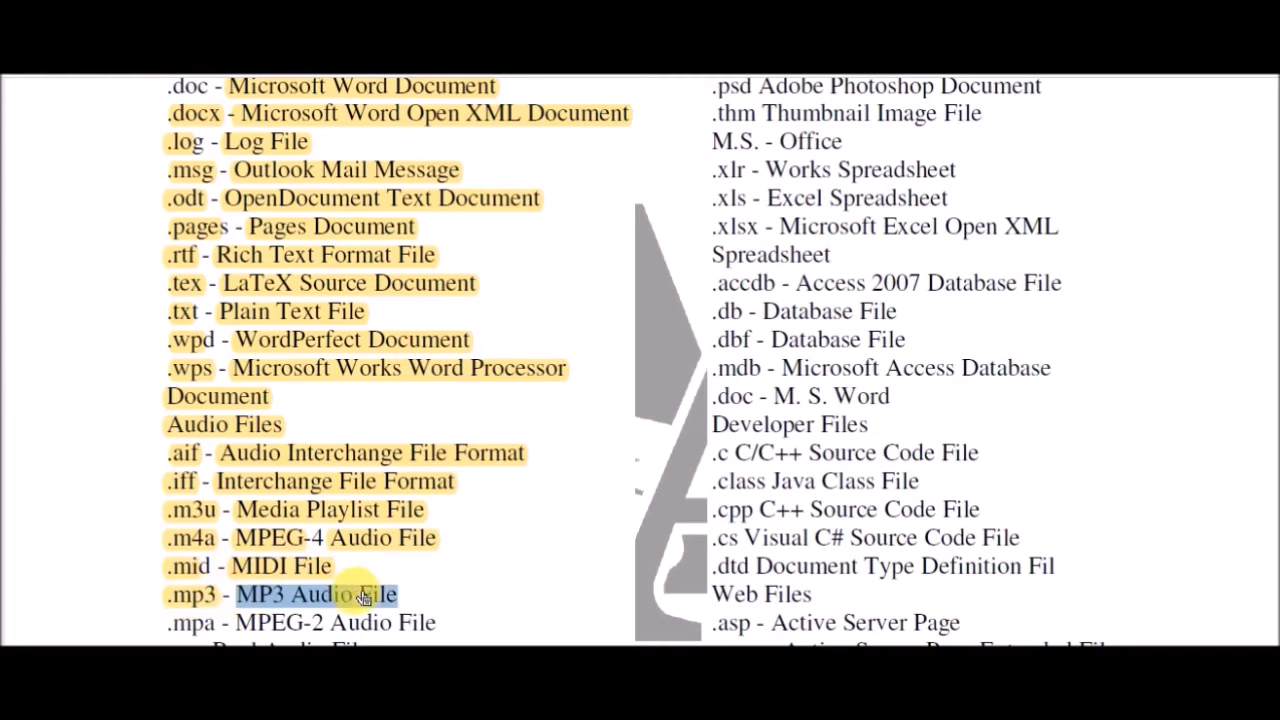 .doc - Microsoft Word Document
.docx - Microsoft Word Open XML Document
.log - Log File
.msg - Outlook Mail Message
.odt - OpenDocument Text Document
.pages - Pages Document
.rtf - Rich Text Format File
.tex - LaTeX Source Document
.txt - Plain Text File
.wpd - WordPerfect Document
.wps - Microsoft Works Word Processor
Document
Audio Files
.aif - Audio Interchange File Format
.iff - Interchange File Format
.m3u - Media Playlist File
.m4a - MPEG-4 Audio File
.mid - MIDI File
.mp3 - MP3 Audio File
.mpa - MPEG-2 Audio File
.psd Adobe Photoshop Document
.thm Thumbnail Image File
M.S. - Office
.xlr - Works Spreadsheet
.xls - Excel Spreadsheet
.xlsx - Microsoft Excel Open XML
Spreadsheet
.accdb - Access 2007 Database File
.db - Database File
.dbf - Database File
.mdb - Microsoft Access Database
.doc - M. S. Word
Developer Files
.c C/C++ Source Code File
.class Java Class File
.cpp C++ Source Code File
.cs Visual C# Source Code File
.dtd Document Type Definition Fil
Web Files
.asp - Active Server Page